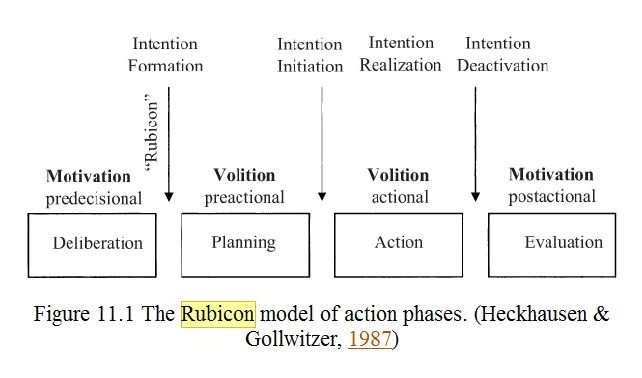 Intention Intention Intention Intention
Formation Initiation Realization Deactivation
“Rubicon”
Motivation Volition Volition Motivation
predecisional preactional actional postactional
Deliberation Planning Action Evaluation
Figure 11.1 The Rubicon model of action phases. (Heckhausen &
Gollwitzer, 1987)